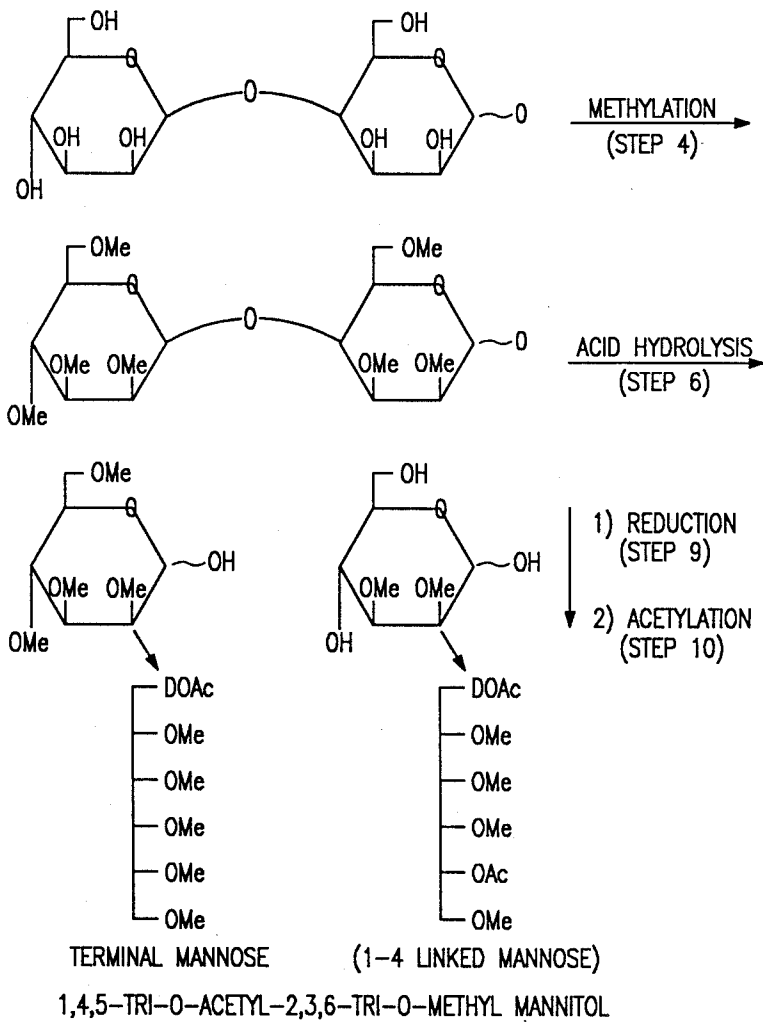 OH
OH
O
O
O
O
OH OH
OH OH
OH
METHYLATION
(STEP 4)
OMe
OMe
O
O
O
O
OMe OMe
OMe OMe
OMe
ACID HYDROLYSIS
(STEP 6)
OMe
OH
O
O
OH
OH
OMe OMe
OMe OMe
OMe
OH
1) REDUCTION
(STEP 9)
2) ACETYLATION
(STEP 10)
DOAc
OMe
OMe
OMe
OMe
OMe
DOAc
OMe
OMe
OMe
OAc
OMe
TERMINAL MANNOSE
(1-4 LINKED MANNOSE)
1,4,5-TRI-O-ACETYL-2,3,6-TRI-O-METHYL MANNITOL